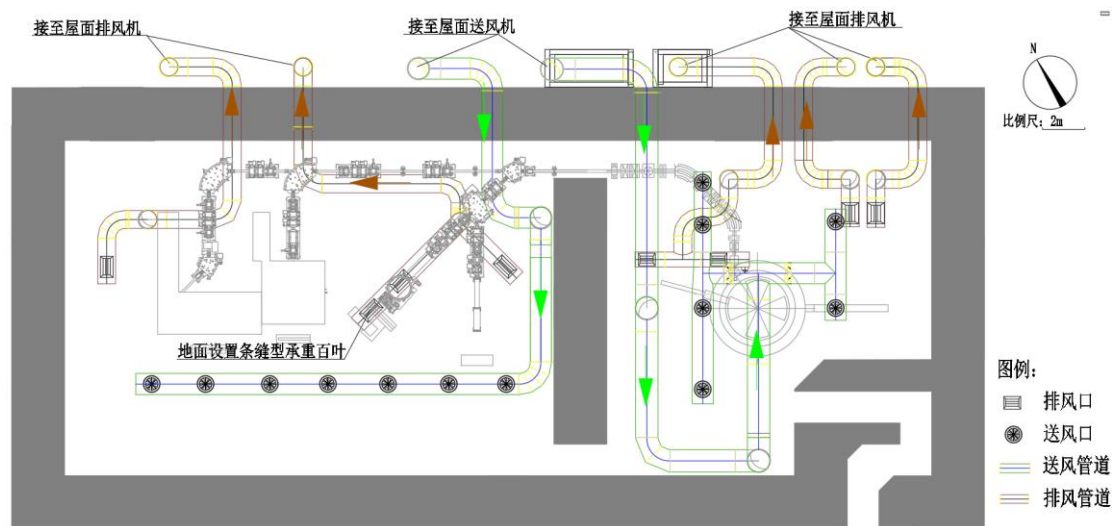 接至屋面排风机
接至屋面送风机
接至屋面排风机
N
比例尺：2m
地面设置条缝型承重百叶
图例：
排风口
送风口
送风管道
排风管道